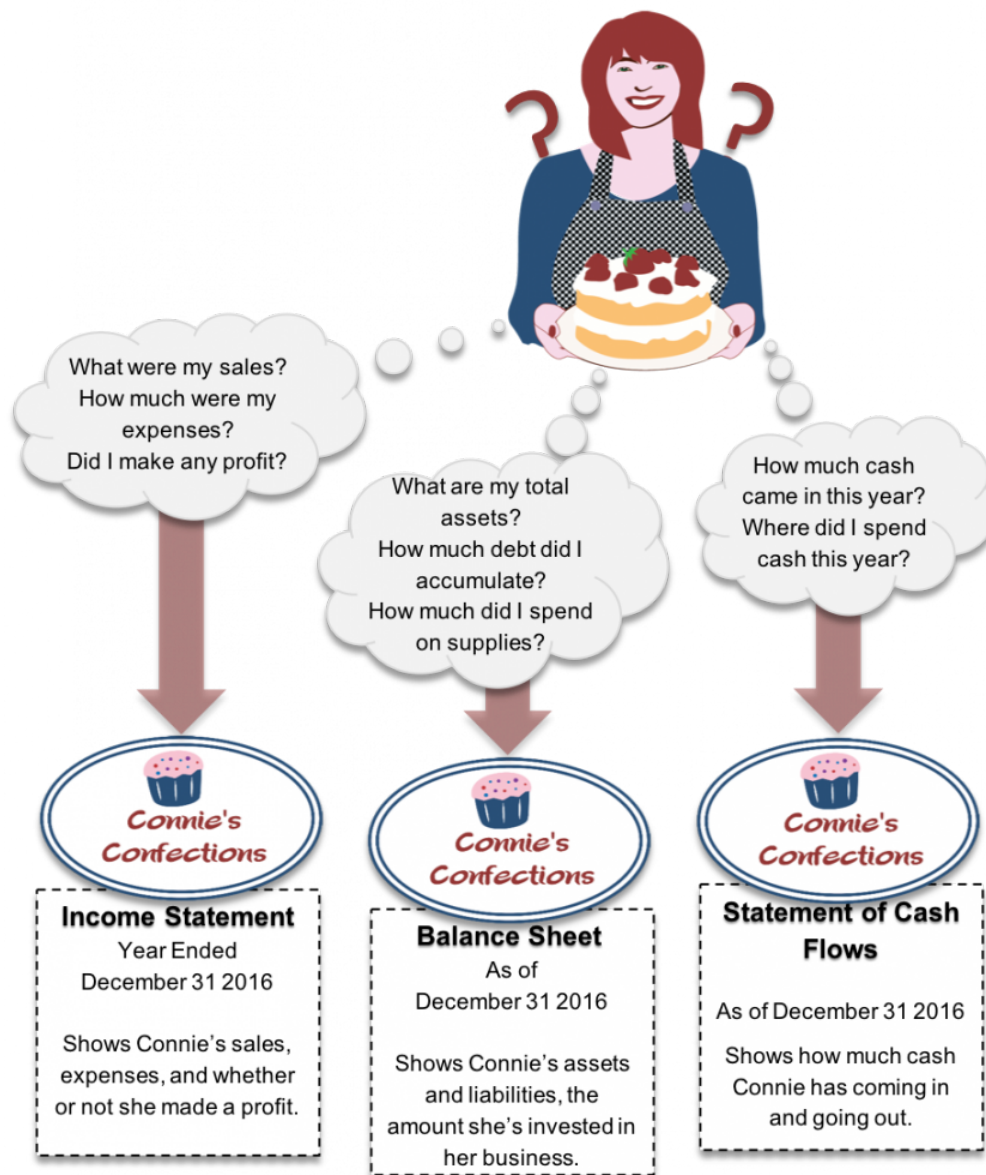 What were my sales?
How much were my
expenses?
Did I make any profit?
What are my total
assets?
How much debt did I
accumulate?
How much did I spend
on supplies?
How much cash
came in this year?
Where did I spend
cash this year?
Connie's
Confections
Income Statement
Year Ended
December 31 2016
Shows Connie’s sales,
expenses, and whether
or not she made a profit.
Connie's
Confections
Balance Sheet
As of
December 31 2016
Shows Connie’s assets
and liabilities, the
amount she’s invested in
her business.
Connie's
Confections
Statement of Cash
Flows
As of December 31 2016
Shows how much cash
Connie has coming in
and going out.